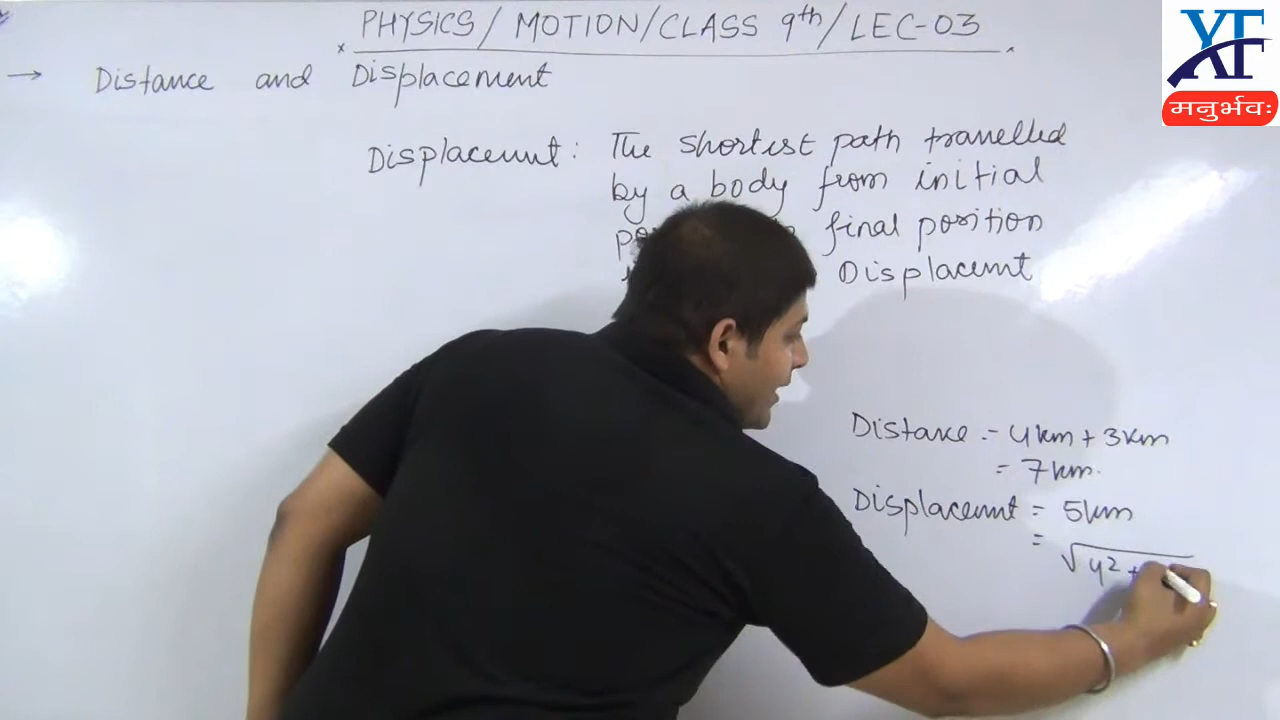 PHYSICS/ MOTION/CLASS 9th/ LEC-03
XF
मनुर्भवः
→ Distance and Displacement
Displacemnt: The shortest path travelled
by a body from initial
final position
Displacemnt
Distance - 4km + 3km
= 7km.
Displacemnt = 5km
= √4² +